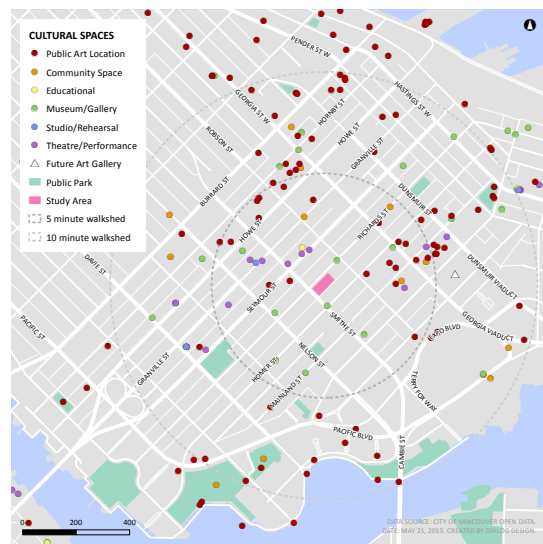 CULTURAL SPACES
Public Art Location
Community Space
Educational
Museum/Gallery
Studio/Rehearsal
Theatre/Performance
Future Art Gallery
Public Park
Study Area
5 minute walkshed
10 minute walkshed
PENDER ST W
HASTINGS ST W
GEORGIA ST W
HORNBY ST
HOWE ST
ROBSON ST
GRANVILLE ST
BURRARD ST
DUNSMUIR ST
RICHARDS ST
HOWE ST
DAVIE ST
DUNSMUIR VIADUCT
SEYMOUR ST
PACIFIC ST
SMITHE ST
EXPO BLVD
GEORGIA VIADUCT
NELSON ST
GRANVILLE ST
HOMER ST
MAINLAND ST
TERRY FOX WAY
PACIFIC BLVD
CAMBIE ST
0 200 400
DATA SOURCE: CITY OF VANCOUVER OPEN DATA.
DATE: MAY 21, 2015. CREATED BY DIALOG DESIGN.